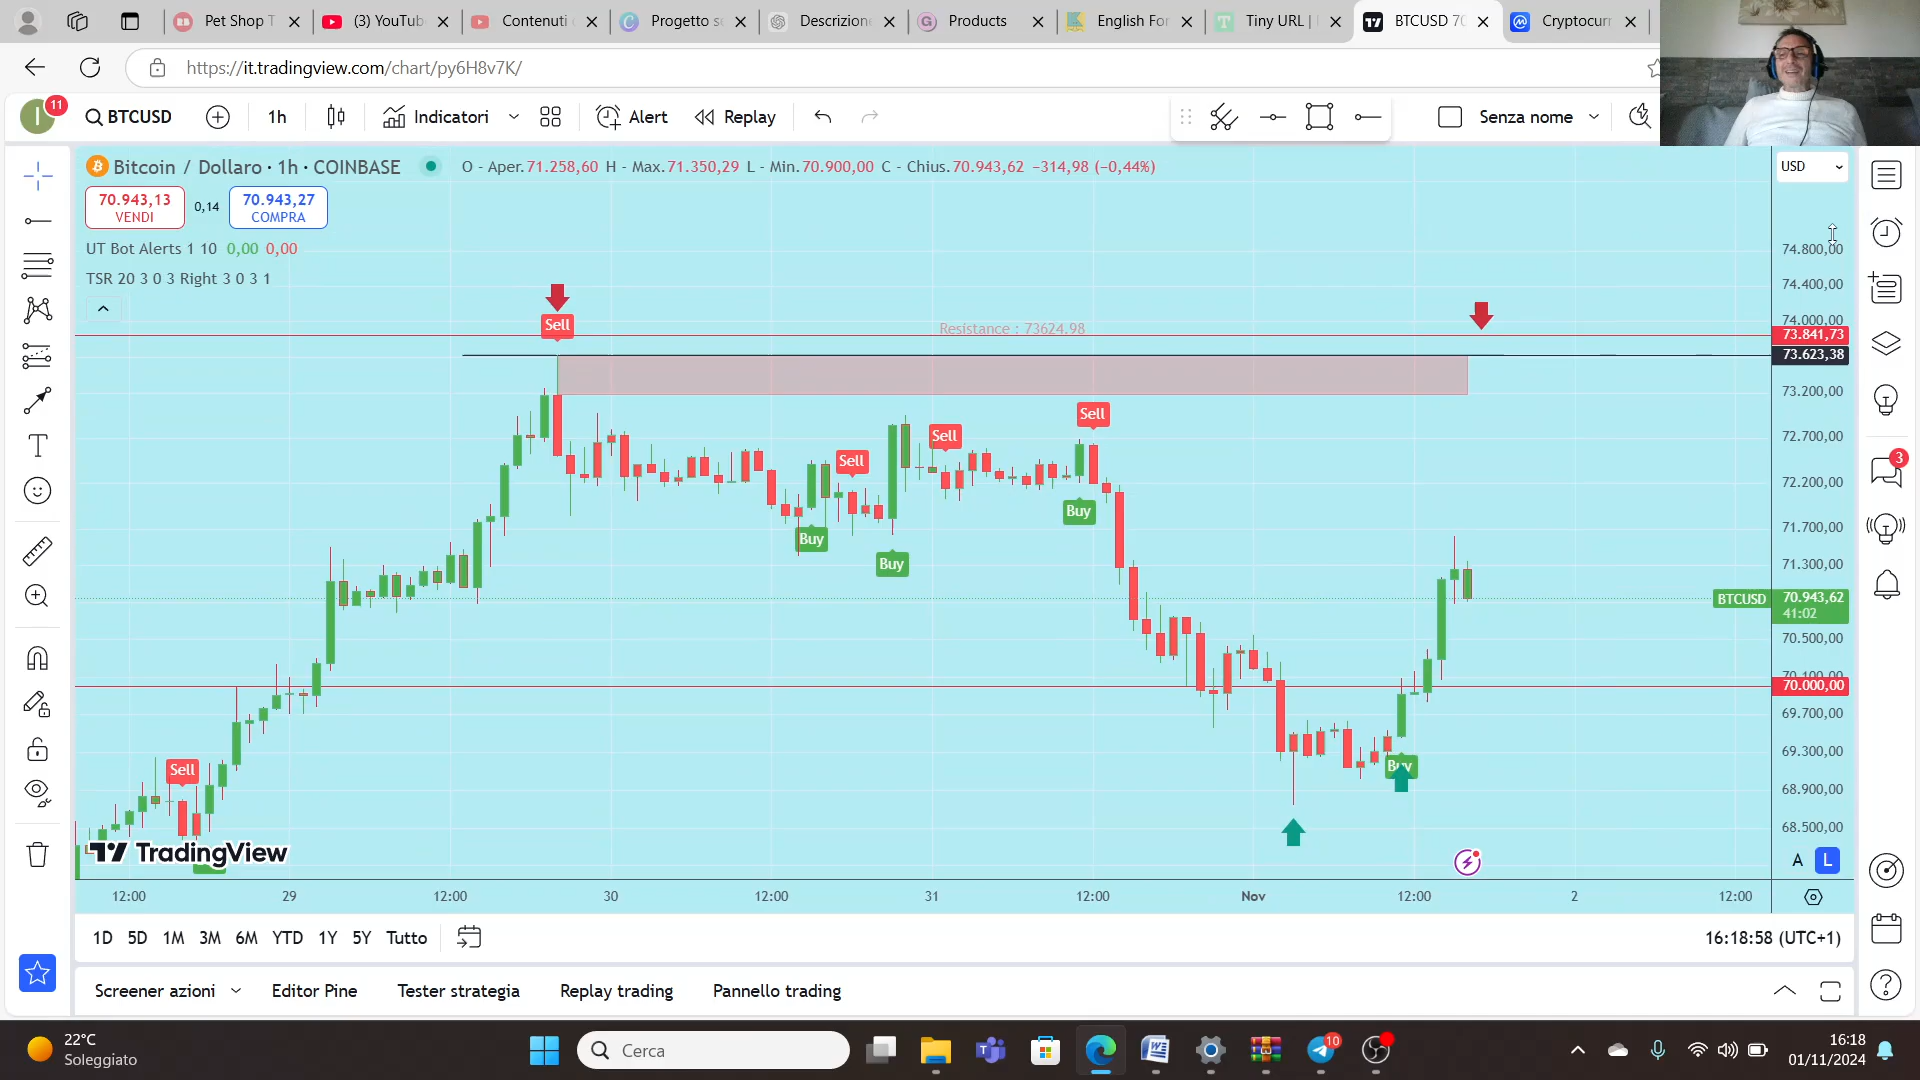 Pet Shop T
(3) YouTub
Contenuti
Progetto s
Descrizion
Products
English For
Tiny URL |
BTCUSD 70
Cryptocurr
https://it.tradingview.com/chart/py6H8v7K/
I
11
BTCUSD
1h
Indicatori
Alert
Replay
Senza nome
Bitcoin / Dollaro · 1h · COINBASE
O - Aper.71.258,60 H - Max.71.350,29 L - Min.70.900,00 C - Chius.70.943,62 −314,98 (−0,44%)
USD
70.943,13
VENDI
0,14
70.943,27
COMPRA
UT Bot Alerts 1 10 0,00 0,00
TSR 20 3 0 3 Right 3 0 3 1
74.800,00
74.400,00
74.000,00
Sell
Resistance : 73624.98
73.841,73
73.623,38
73.200,00
Sell
72.700,00
Sell
Sell
3
72.200,00
Buy
71.700,00
Buy
Buy
71.300,00
BTCUSD
70.943,62
41:02
70.500,00
70.100,00
70.000,00
69.700,00
69.300,00
Sell
Buy
68.900,00
68.500,00
TradingView
A
L
12:00
29
12:00
30
12:00
31
12:00
Nov
12:00
2
12:00
1D
5D
1M
3M
6M
YTD
1Y
5Y
Tutto
16:18:58 (UTC+1)
Screener azioni
Editor Pine
Tester strategia
Replay trading
Pannello trading
22°C
Soleggiato
Cerca
10
16:18
01/11/2024